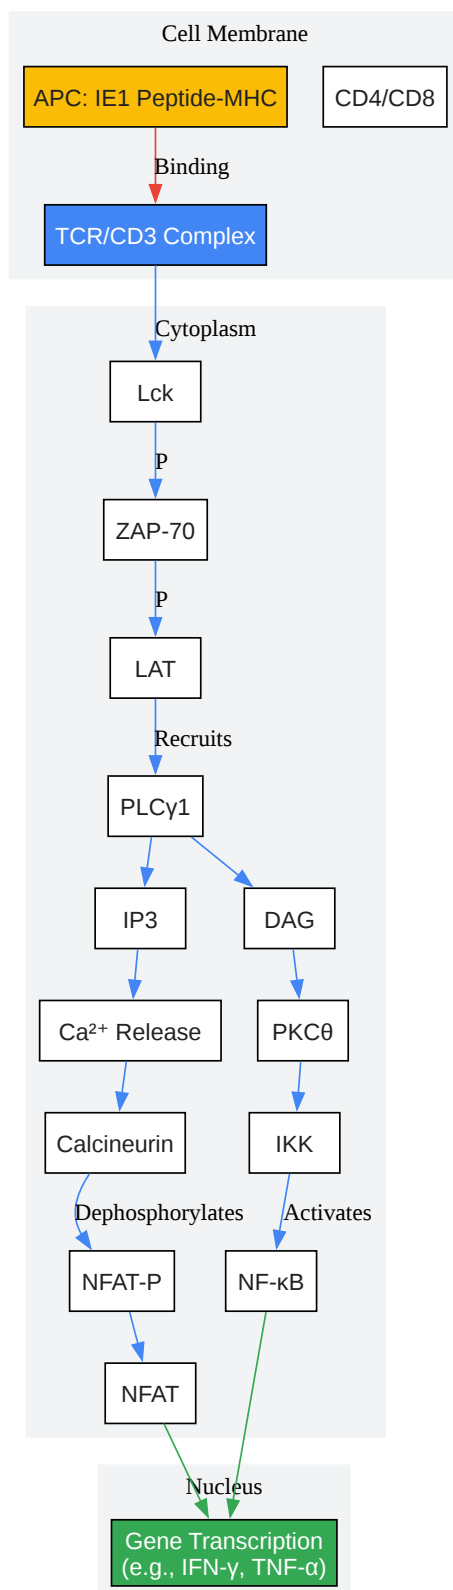 Cell Membrane
APC: IE1 Peptide-MHC
CD4/CD8
Binding
TCR/CD3 Complex
Cytoplasm
Lck
P
ZAP-70
P
LAT
Recruits
PLCγ1
IP3
DAG
Ca²⁺ Release
PKCθ
Calcineurin
IKK
Dephosphorylates
Activates
NFAT-P
NF-κB
NFAT
Nucleus
Gene Transcription
(e.g., IFN-γ, TNF-α)